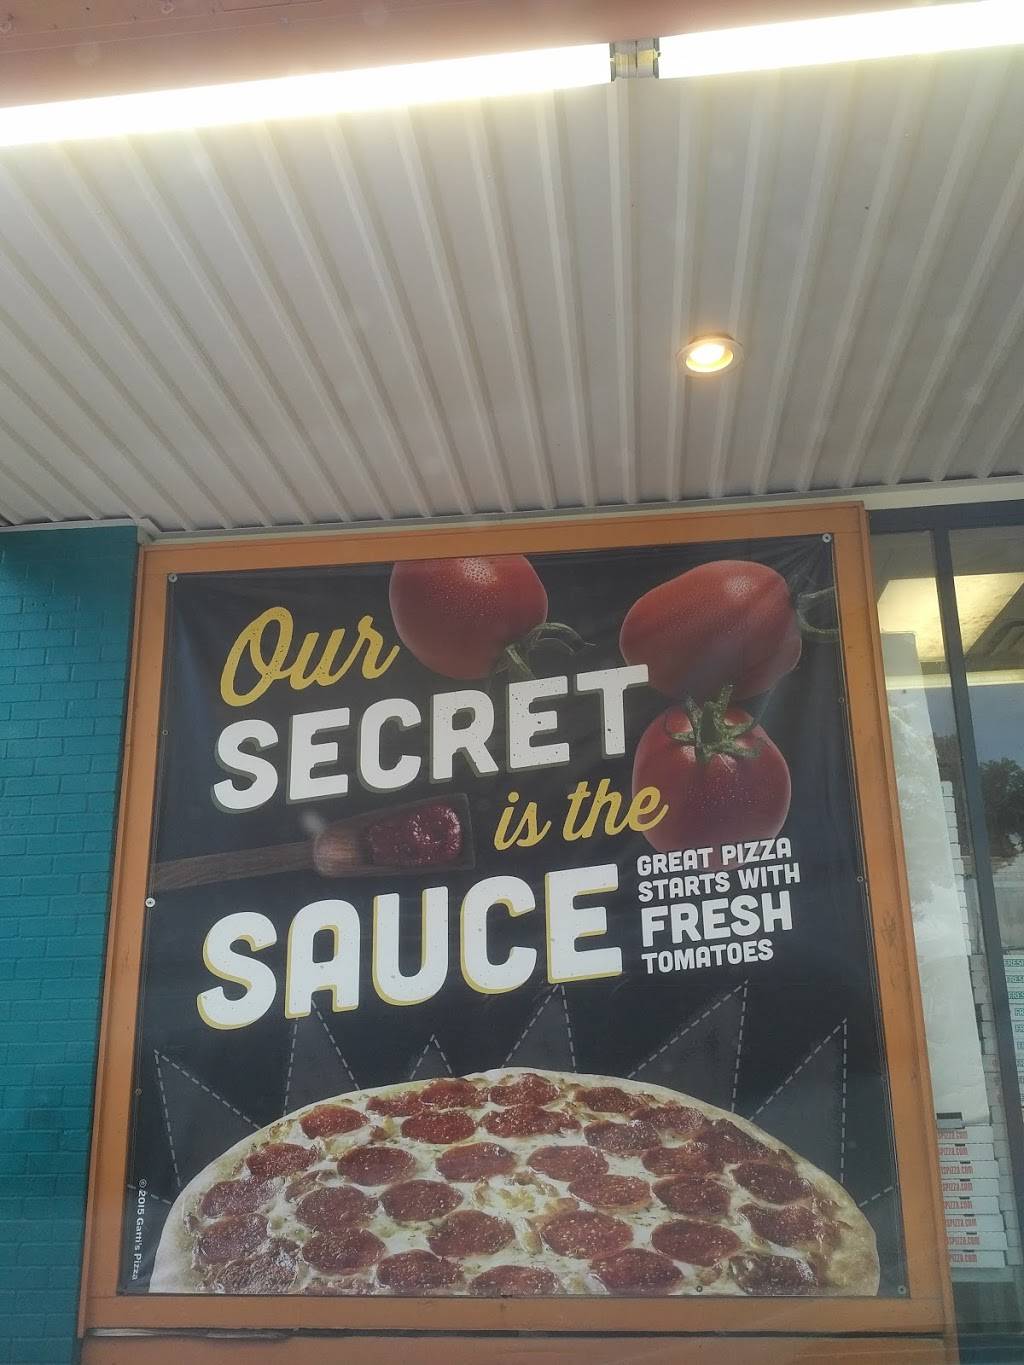 Our
SECRET
is the
SAUCE
GREAT PIZZA
STARTS WITH
FRESH
TOMATOES
© 2015 Gatti's Pizza